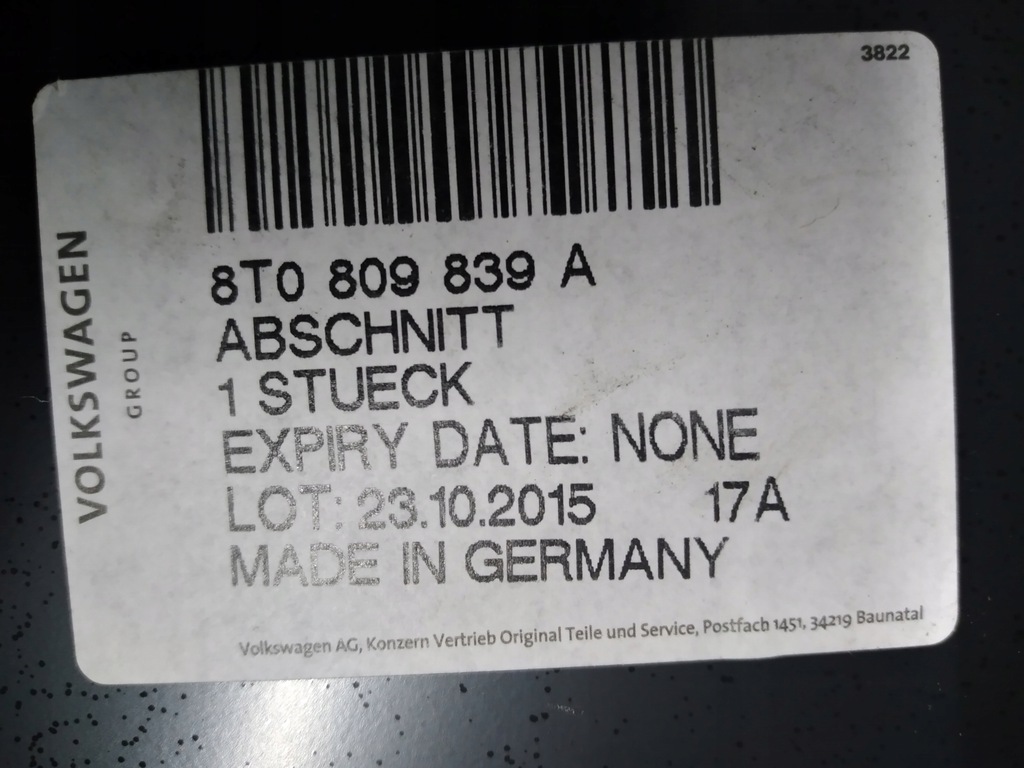 3822
VOLKSWAGEN
GROUP
8T0 809 839 A
ABSCHNITT
1 STUECK
EXPIRY DATE: NONE
LOT: 23.10.2015 17A
MADE IN GERMANY
Volkswagen AG, Konzern Vertrieb Original Teile und Service, Postfach 1451, 34219 Baunatal